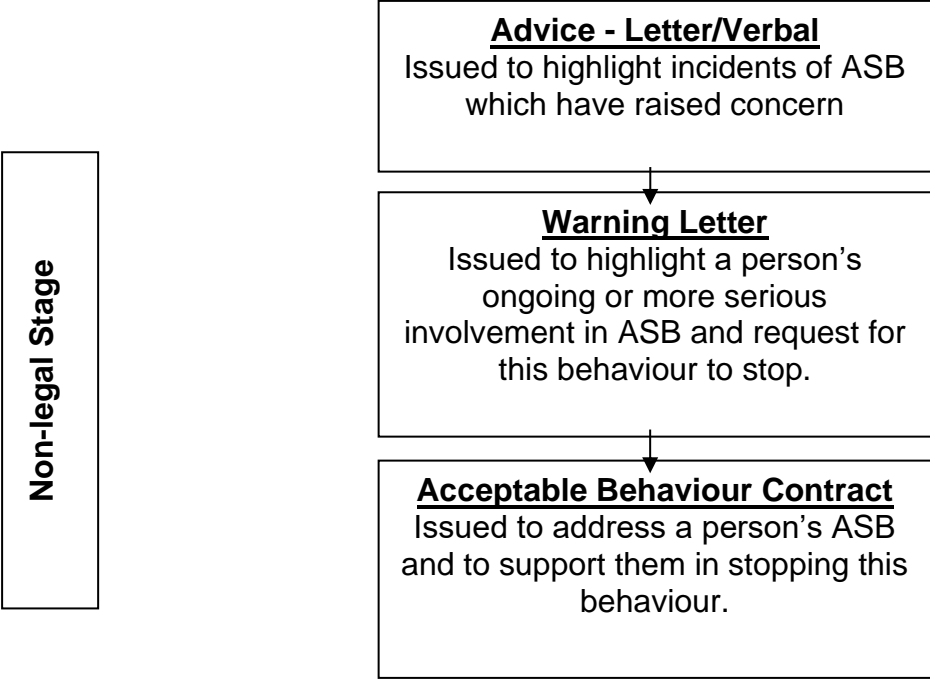 Advice - Letter/Verbal
Issued to highlight incidents of ASB
which have raised concern
Non-legal Stage
Warning Letter
Issued to highlight a person’s
ongoing or more serious
involvement in ASB and request for
this behaviour to stop.
Acceptable Behaviour Contract
Issued to address a person’s ASB
and to support them in stopping this
behaviour.